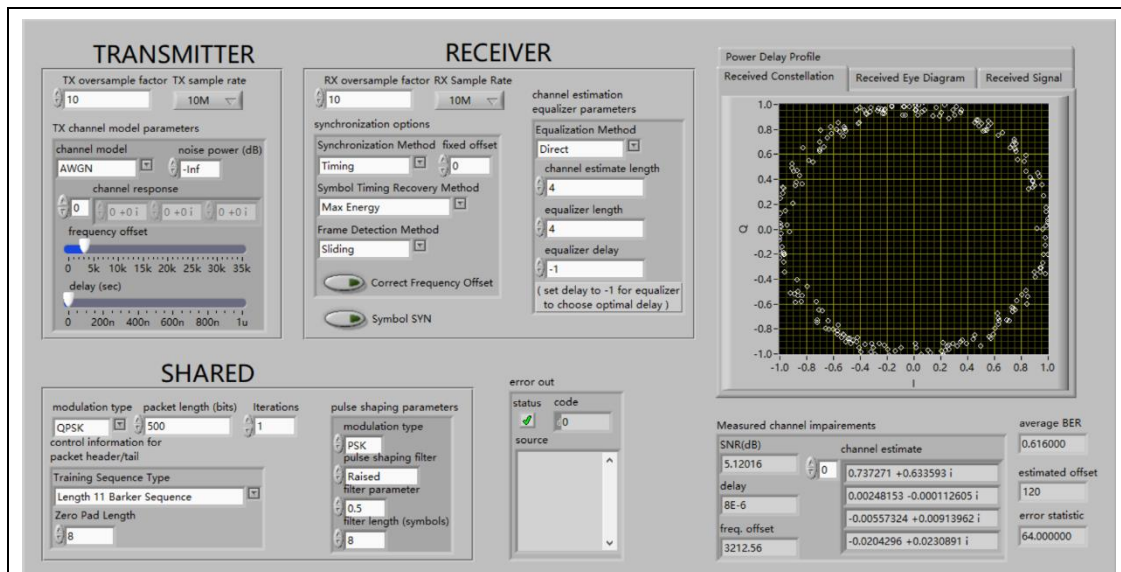 TRANSMITTER
TX oversample factor TX sample rate
10 10M
TX channel model parameters
channel model noise power (dB)
AWGN -Inf
channel response
0 0 +0 i 0 +0 i 0 +0 i
frequency offset
0 5k 10k 15k 20k 25k 30k 35k
delay (sec)
0 200n 400n 600n 800n 1u
RECEIVER
RX oversample factor RX Sample Rate
10 10M
synchronization options
Synchronization Method fixed offset
Timing 0
Symbol Timing Recovery Method
Max Energy
Frame Detection Method
Sliding
Correct Frequency Offset
Symbol SYN
channel estimation
equalizer parameters
Equalization Method
Direct
channel estimate length
4
equalizer length
4
equalizer delay
-1
( set delay to -1 for equalizer
to choose optimal delay )
Power Delay Profile
Received Constellation Received Eye Diagram Received Signal
1.0
0.8
0.6
0.4
0.2
0.0
-0.2
-0.4
-0.6
-0.8
-1.0
Q
-1.0 -0.8 -0.6 -0.4 -0.2 0.0 0.2 0.4 0.6 0.8 1.0
I
SHARED
modulation type packet length (bits) Iterations
QPSK 500 1
control information for
packet header/tail
Training Sequence Type
Length 11 Barker Sequence
Zero Pad Length
8
pulse shaping parameters
modulation type
PSK
pulse shaping filter
Raised
filter parameter
0.5
filter length (symbols)
8
error out
status code
0
source
Measured channel impairements
SNR(dB)
5.12016
delay
8E-6
freq. offset
3212.56
channel estimate
0 0.737271 +0.633593 i
0.00248153 -0.000112605 i
-0.00557324 +0.00913962 i
-0.0204296 +0.0230891 i
average BER
0.616000
estimated offset
120
error statistic
64.000000